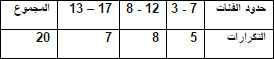 حدود الفئات 3 - 7 8 - 12 13 – 17 المجموع
التكرارات 5 8 7 20